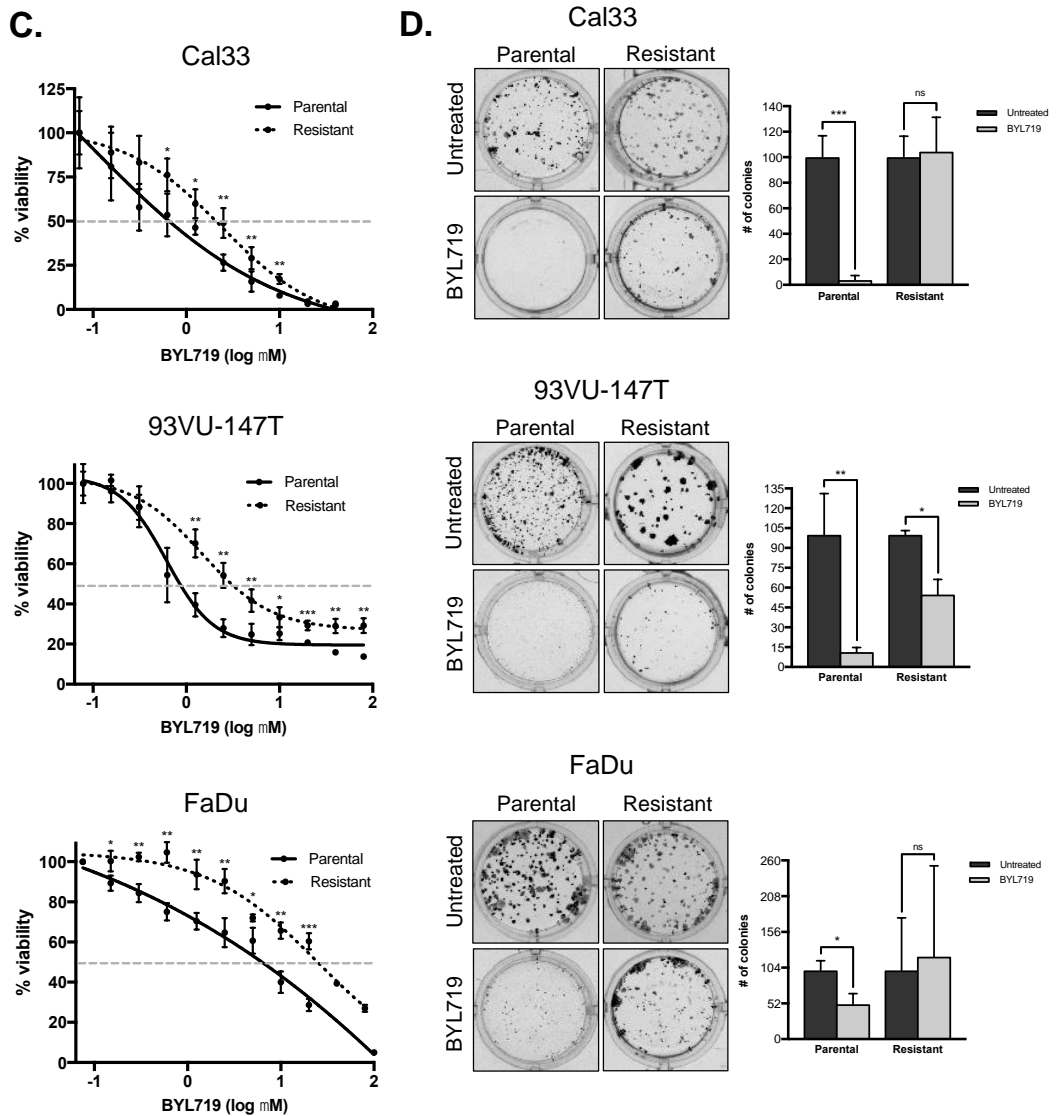 C.
Cal33
125
100
75
50
25
0
% viability
Parental
Resistant
*
*
**
**
**
-1
0
1
2
BYL719 (log mM)
93VU-147T
100
80
60
40
20
0
% viability
Parental
Resistant
**
**
**
*
***
**
**
-1
0
1
2
BYL719 (log mM)
FaDu
100
80
60
40
20
0
% viability
Parental
Resistant
*
**
**
**
**
*
**
***
-1
0
1
2
BYL719 (log mM)
D.
Cal33
Parental
Resistant
Untreated
BYL719
140
120
100
80
60
40
20
0
# of colonies
***
ns
Untreated
BYL719
Parental
Resistant
93VU-147T
Parental
Resistant
Untreated
BYL719
135
120
105
90
75
60
45
30
15
0
# of colonies
**
*
Untreated
BYL719
Parental
Resistant
FaDu
Parental
Resistant
Untreated
BYL719
260
208
156
104
52
0
# of colonies
*
ns
Untreated
BYL719
Parental
Resistant